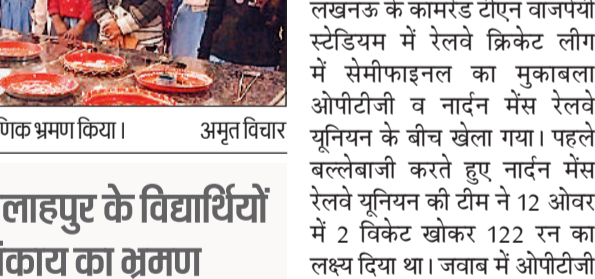 णिक भ्रमण किया।
अमृत विचार
लाहपुर के विद्यार्थियों
का भ्रमण
लखनऊ के कामरेड टीएन वाजपेयी
स्टेडियम में रेलवे क्रिकेट लीग
में सेमीफाइनल का मुकाबला
ओपीटीजी व नार्दन मेंस रेलवे
यूनियन के बीच खेला गया। पहले
बल्लेबाजी करते हुए नार्दन मेंस
रेलवे यूनियन की टीम ने 12 ओवर
में 2 विकेट खोकर 122 रन का
लक्ष्य दिया था। जवाब में ओपीटीजी